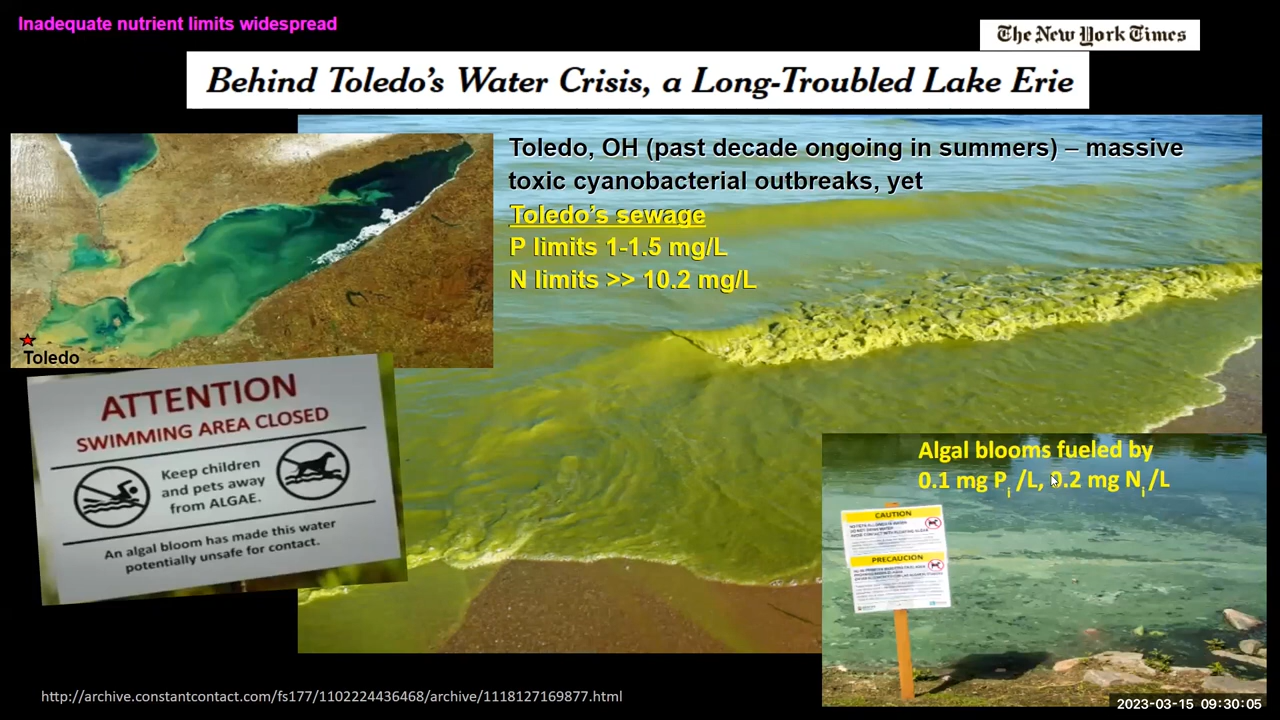 Inadequate nutrient limits widespread
The New York Times
Behind Toledo's Water Crisis, a Long-Troubled Lake Erie
Toledo, OH (past decade ongoing in summers) – massive
toxic cyanobacterial outbreaks, yet
Toledo's sewage
P limits 1-1.5 mg/L
N limits >> 10.2 mg/L
Toledo
ATTENTION
SWIMMING AREA CLOSED
Keep children
and pets away
from ALGAE.
An algal bloom has made this water
potentially unsafe for contact.
Algal blooms fueled by
0.1 mg Pi /L, 0.2 mg Ni /L
CAUTION
PRECAUCIÓN
http://archive.constantcontact.com/fs177/1102224436468/archive/1118127169877.html
2023-03-15 09:30:05